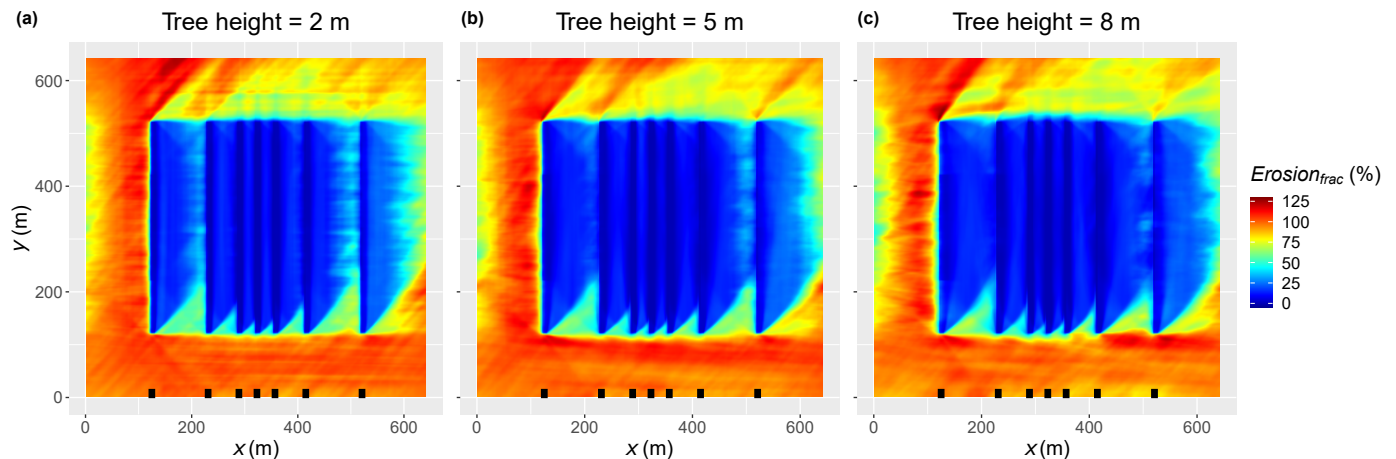 (a) Tree height = 2 m
(b) Tree height = 5 m
(c) Tree height = 8 m
600
400
200
0
y (m)
0 200 400 600
x (m)
0 200 400 600
x (m)
0 200 400 600
x (m)
Erosionfrac (%)
125
100
75
50
25
0